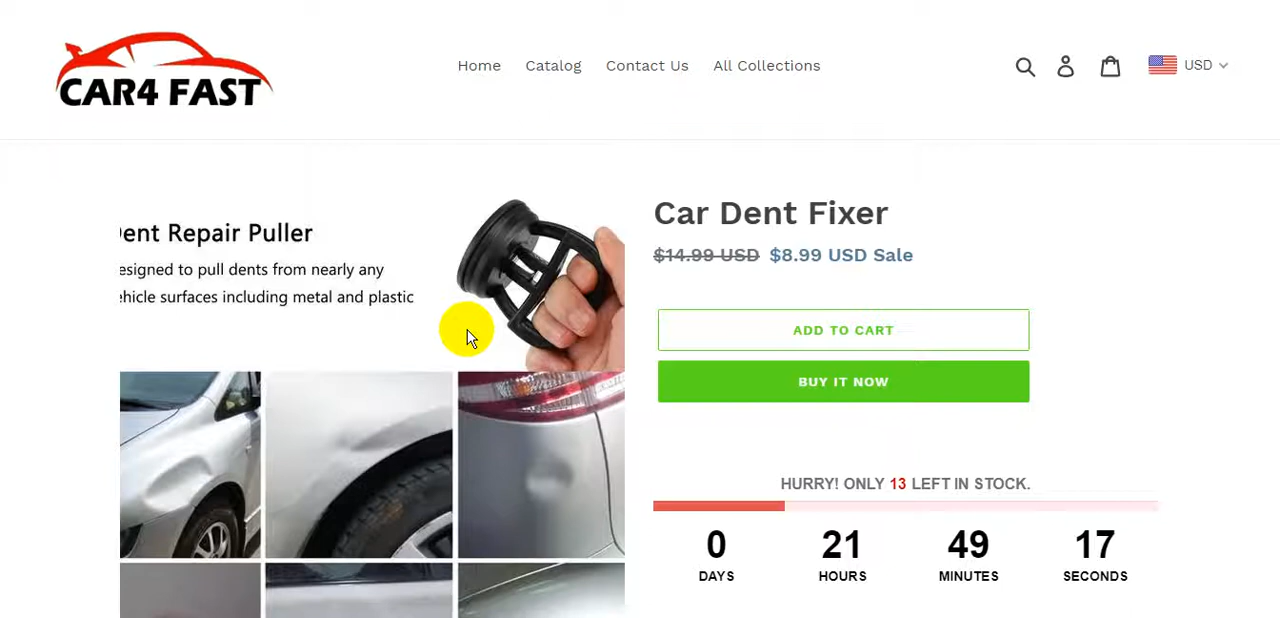 CAR4 FAST
Home Catalog Contact Us All Collections
USD
ent Repair Puller
esigned to pull dents from nearly any
ehicle surfaces including metal and plastic
Car Dent Fixer
$14.99 USD $8.99 USD Sale
ADD TO CART
BUY IT NOW
HURRY! ONLY 13 LEFT IN STOCK.
0 21 49 17
DAYS HOURS MINUTES SECONDS